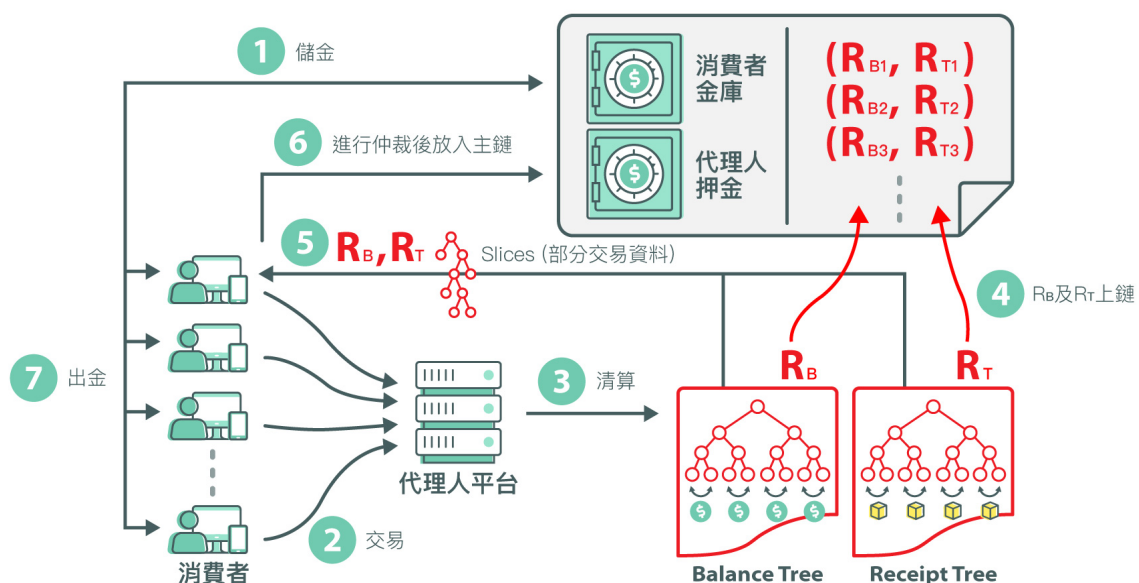 1 儲金
消費者
金庫
(RB1, RT1)
(RB2, RT2)
(RB3, RT3)
6 進行仲裁後放入主鏈
代理人
押金
5 RB,RT Slices (部分交易資料)
4 RB及RT上鏈
7 出金
3 清算
RB
RT
代理人平台
2 交易
消費者
Balance Tree
Receipt Tree